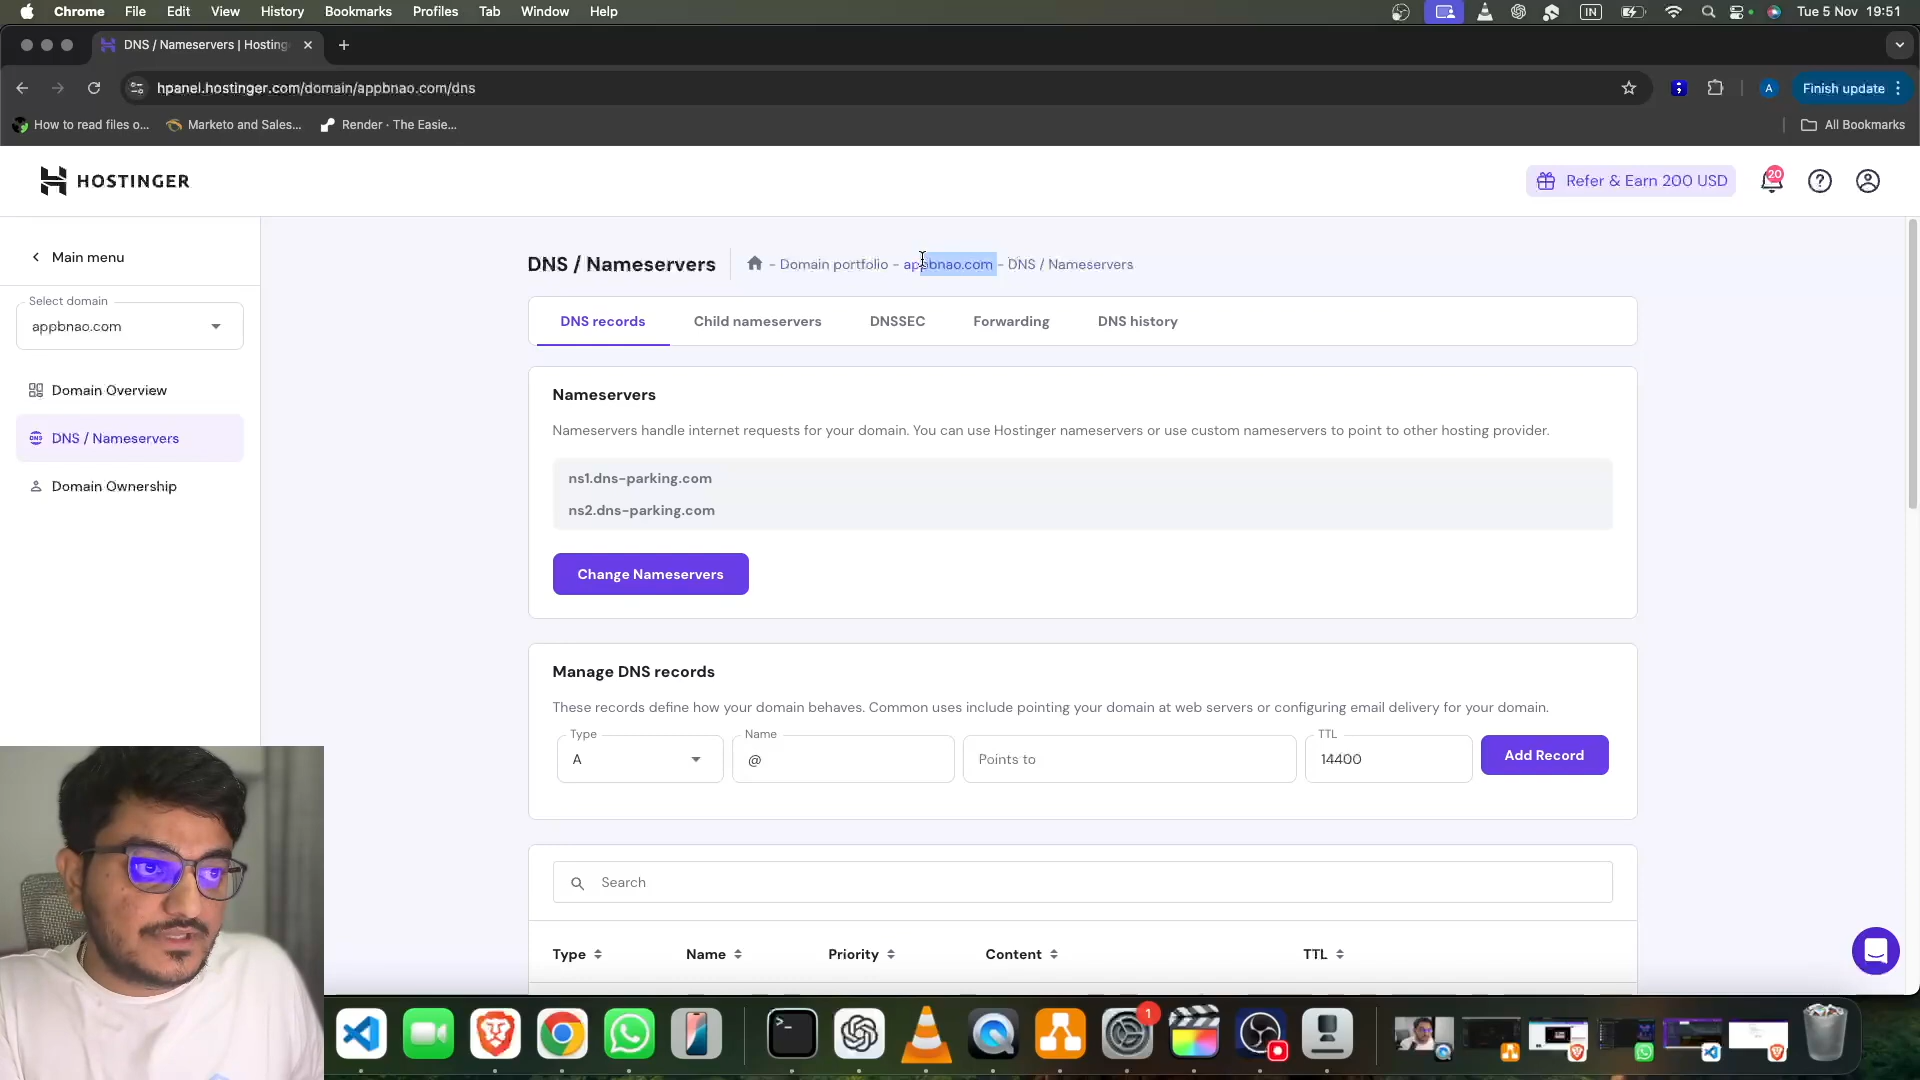 Chrome File Edit View History Bookmarks Profiles Tab Window Help
IN
Tue 5 Nov 19:51
DNS / Nameservers | Hosting
hpanel.hostinger.com/domain/appbnao.com/dns
A
Finish update
How to read files o...
Marketo and Sales...
Render · The Easie...
All Bookmarks
HOSTINGER
Refer & Earn 200 USD
20
Main menu
Select domain
appbnao.com
Domain Overview
DNS
DNS / Nameservers
Domain Ownership
DNS / Nameservers
- Domain portfolio - appbnao.com - DNS / Nameservers
DNS records
Child nameservers
DNSSEC
Forwarding
DNS history
Nameservers
Nameservers handle internet requests for your domain. You can use Hostinger nameservers or use custom nameservers to point to other hosting provider.
ns1.dns-parking.com
ns2.dns-parking.com
Change Nameservers
Manage DNS records
These records define how your domain behaves. Common uses include pointing your domain at web servers or configuring email delivery for your domain.
Type
A
Name
@
Points to
TTL
14400
Add Record
Search
Type
Name
Priority
Content
TTL
1